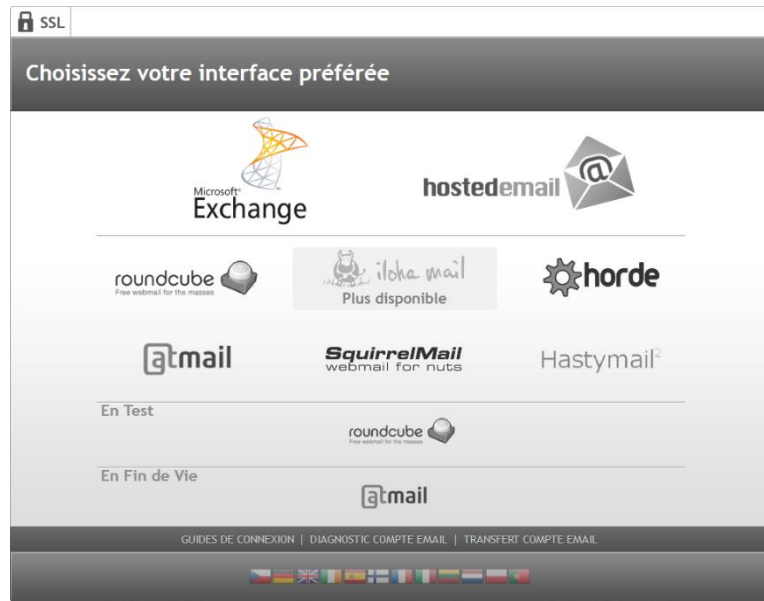 SSL
Choisissez votre interface préférée
Microsoft®
Exchange
hostedemail
@
roundcube
Free webmail for the masses
iloha mail
Plus disponible
horde
@tmail
SquirrelMail
webmail for nuts
Hastymail²
En Test
roundcube
Free webmail for the masses
En Fin de Vie
@tmail
GUIDES DE CONNEXION | DIAGNOSTIC COMPTE EMAIL | TRANSFERT COMPTE EMAIL